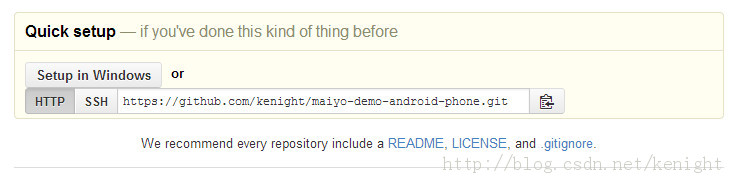 Quick setup — if you've done this kind of thing before
Setup in Windows or
HTTP SSH https://github.com/kenight/maiyo-demo-android-phone.git
We recommend every repository include a README, LICENSE, and .gitignore.
http://blog.csdn.net/kenight